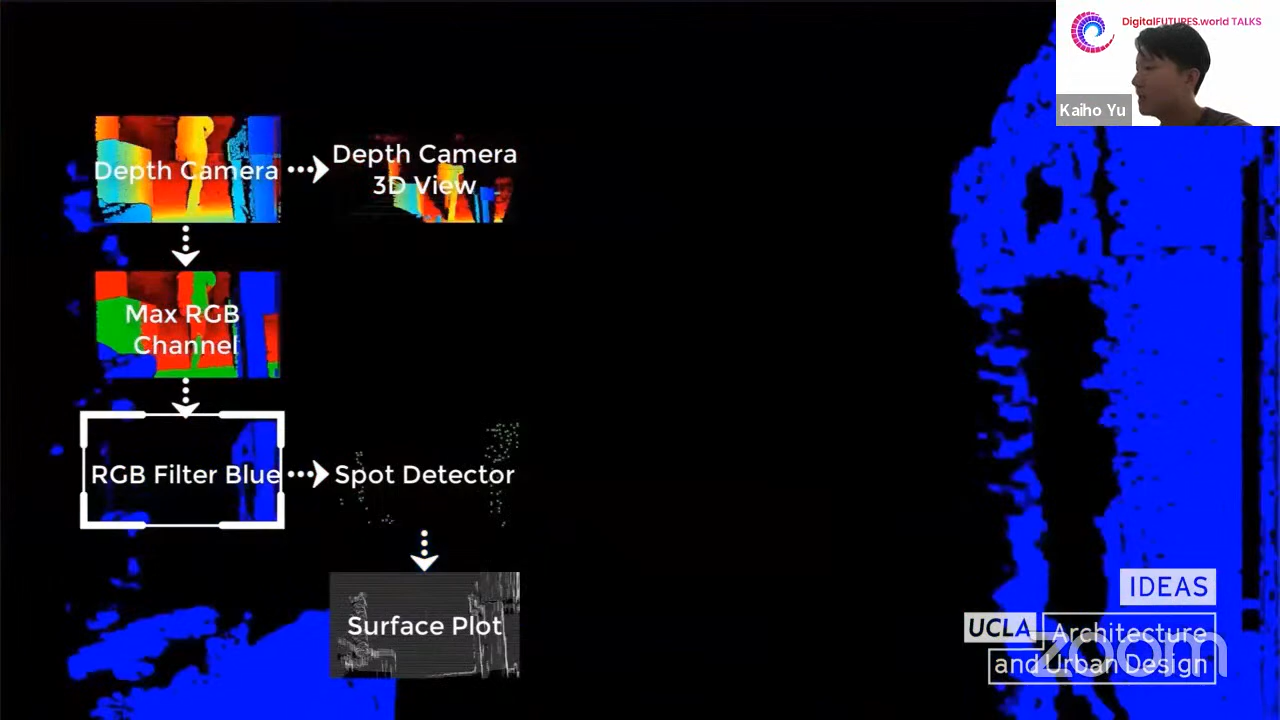 DigitalFUTURES.world TALKS
Kaiho Yu
Depth Camera
Depth Camera
3D View
Max RGB
Channel
RGB Filter Blue
Spot Detector
Surface Plot
IDEAS
UCLA Architecture
and Urban Design
zoom